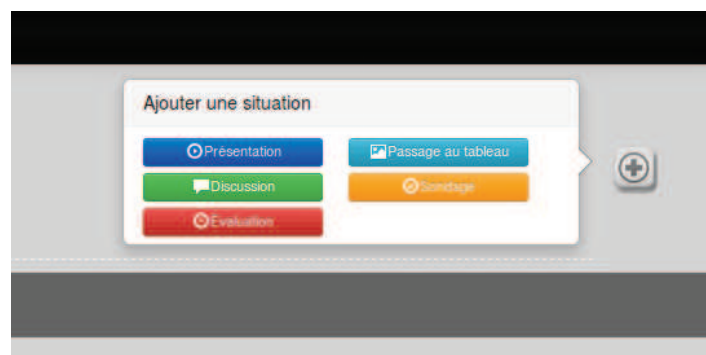 Ajouter une situation
Présentation
Passage au tableau
Discussion
Sondage
Evaluation